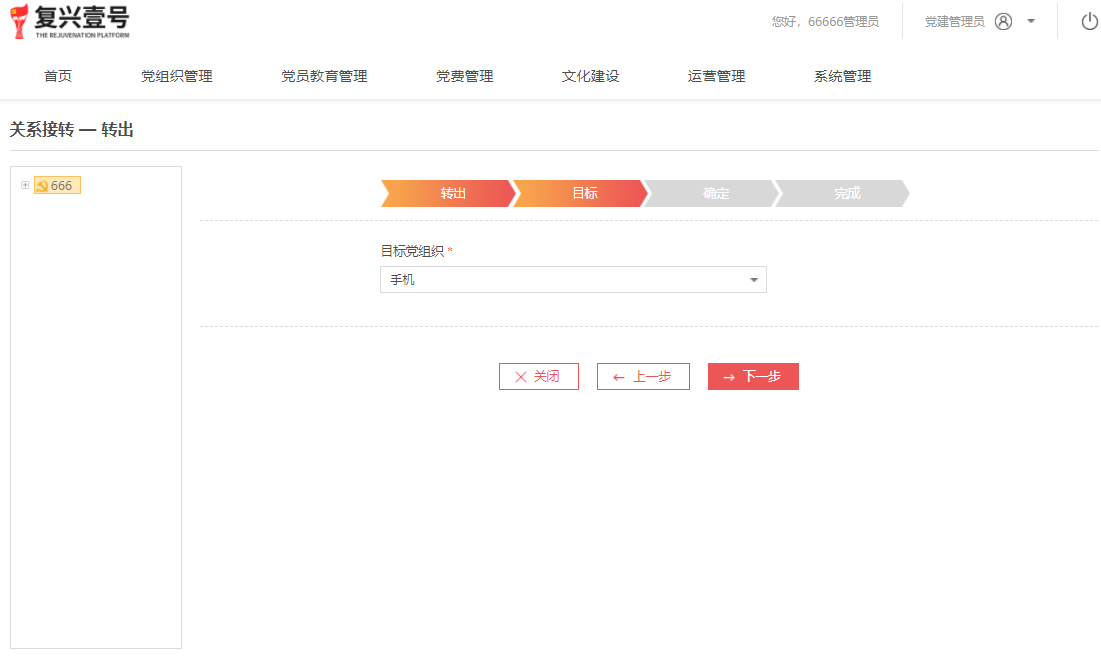 复兴壹号
THE REJUVENATION PLATFORM
您好，66666管理员
党建管理员
首页
党组织管理
党员教育管理
党费管理
文化建设
运营管理
系统管理
关系接转 — 转出
666
转出
目标
确定
完成
目标党组织 *
手机
关闭
上一步
下一步